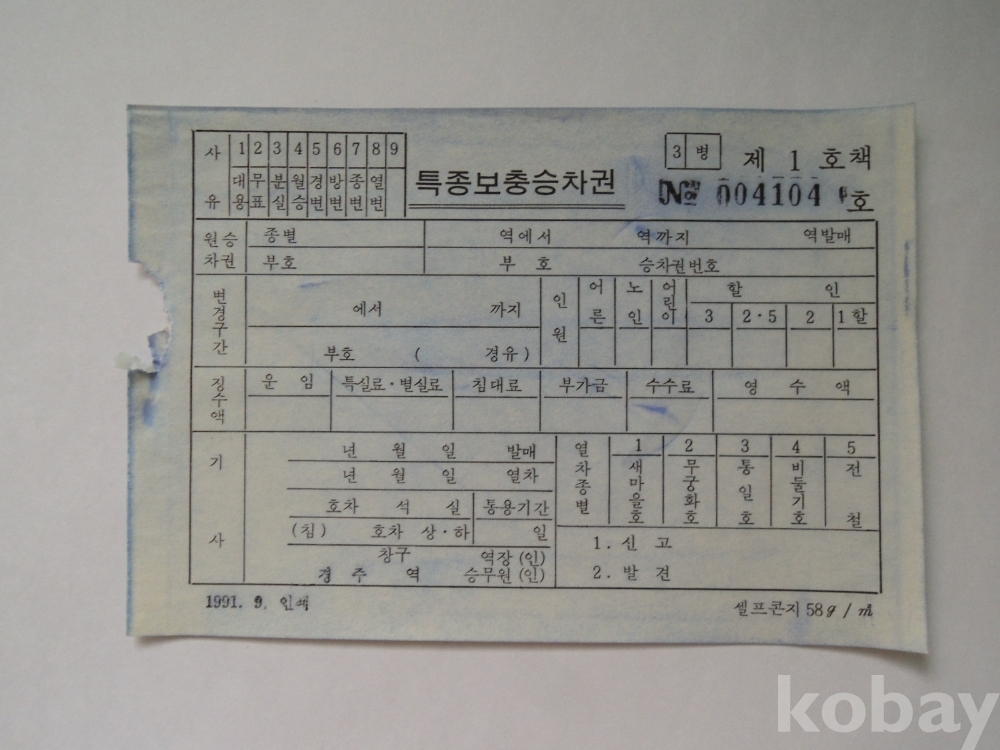 사유 1 2 3 4 5 6 7 8 9
대용 무표 분실 월승 경변 방변 종변 열변
특종보충승차권
3 병 제 1 호책
No 004104 호
원승차권 종별 역에서 역까지 역발매
부호 부호 승차권번호
변경구간 에서 까지
부호 ( 경유)
인원 어른 노인 어린이 할인
3 2·5 2 1할
징수액 운임 특실료·별실료 침대료 부가금 수수료 영수액
기사 년 월 일 발매
년 월 일 열차
호차 석 실 통용기간
(침) 호차 상·하 일
창구 역장(인)
경주역 승무원(인)
열차종별 1 2 3 4 5
새마을호 무궁화호 통일호 비둘기호 전철
1. 신고
2. 발견
1991. 9. 인쇄
셀프콘지 58g/㎡
kobay